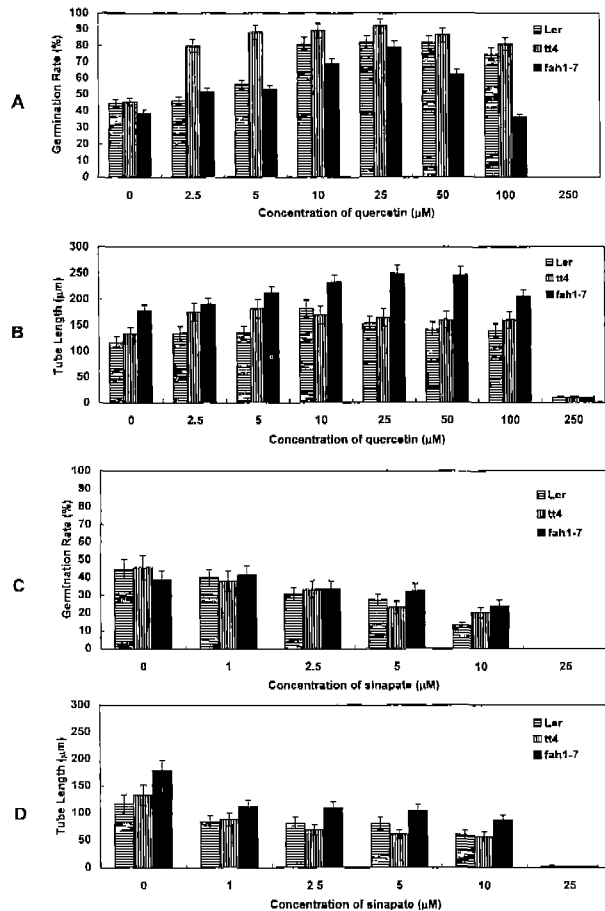 A
Germination Rate (%)
100
90
80
70
60
50
40
30
20
10
0
Ler
tt4
fah1-7
0 2.5 5 10 25 50 100 250
Concentration of quercetin (µM)
B
Tube Length (µm)
300
250
200
150
100
50
0
Ler
tt4
fah1-7
0 2.5 5 10 25 50 100 250
Concentration of quercetin (µM)
C
Germination Rate (%)
100
90
80
70
60
50
40
30
20
10
0
Ler
tt4
fah1-7
0 1 2.5 5 10 25
Concentration of sinapate (µM)
D
Tube Length (µm)
300
250
200
150
100
50
0
Ler
tt4
fah1-7
0 1 2 5 5 10 25
Concentration of sinapate (µM)